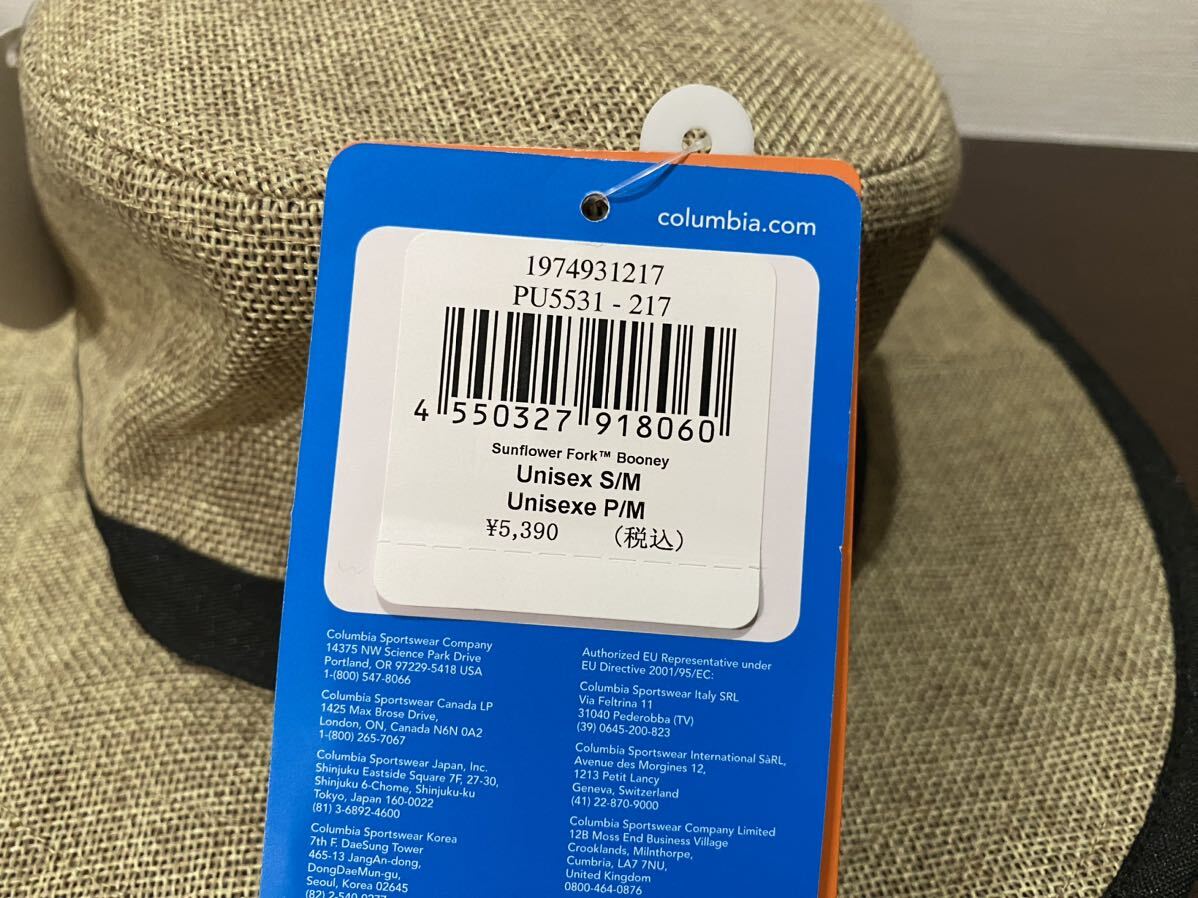 columbia.com
1974931217
PU5531 - 217
4 550327 918060
Sunflower Fork™ Booney
Unisex S/M
Unisexe P/M
¥5,390 （税込）
Columbia Sportswear Company
14375 NW Science Park Drive
Portland, OR 97229-5418 USA
1-(800) 547-8066
Columbia Sportswear Canada LP
1425 Max Brose Drive,
London, ON, Canada N6N 0A2
1-(800) 265-7067
Columbia Sportswear Japan, Inc.
Shinjuku Eastside Square 7F, 27-30,
Shinjuku 6-Chome, Shinjuku-ku
Tokyo, Japan 160-0022
(81) 3-6892-4600
Columbia Sportswear Korea
7th F. DaeSung Tower
465-13 JangAn-dong,
DongDaeMun-gu,
Seoul, Korea 02645
(82) 2-540-0277
Authorized EU Representative under
EU Directive 2001/95/EC:
Columbia Sportswear Italy SRL
Via Feltrina 11
31040 Pederobba (TV)
(39) 0645-200-823
Columbia Sportswear International SàRL,
Avenue des Morgines 12,
1213 Petit Lancy
Geneva, Switzerland
(41) 22-870-9000
Columbia Sportswear Company Limited
12B Moss End Business Village
Crooklands, Milnthorpe,
Cumbria, LA7 7NU,
United Kingdom
0800-464-0876